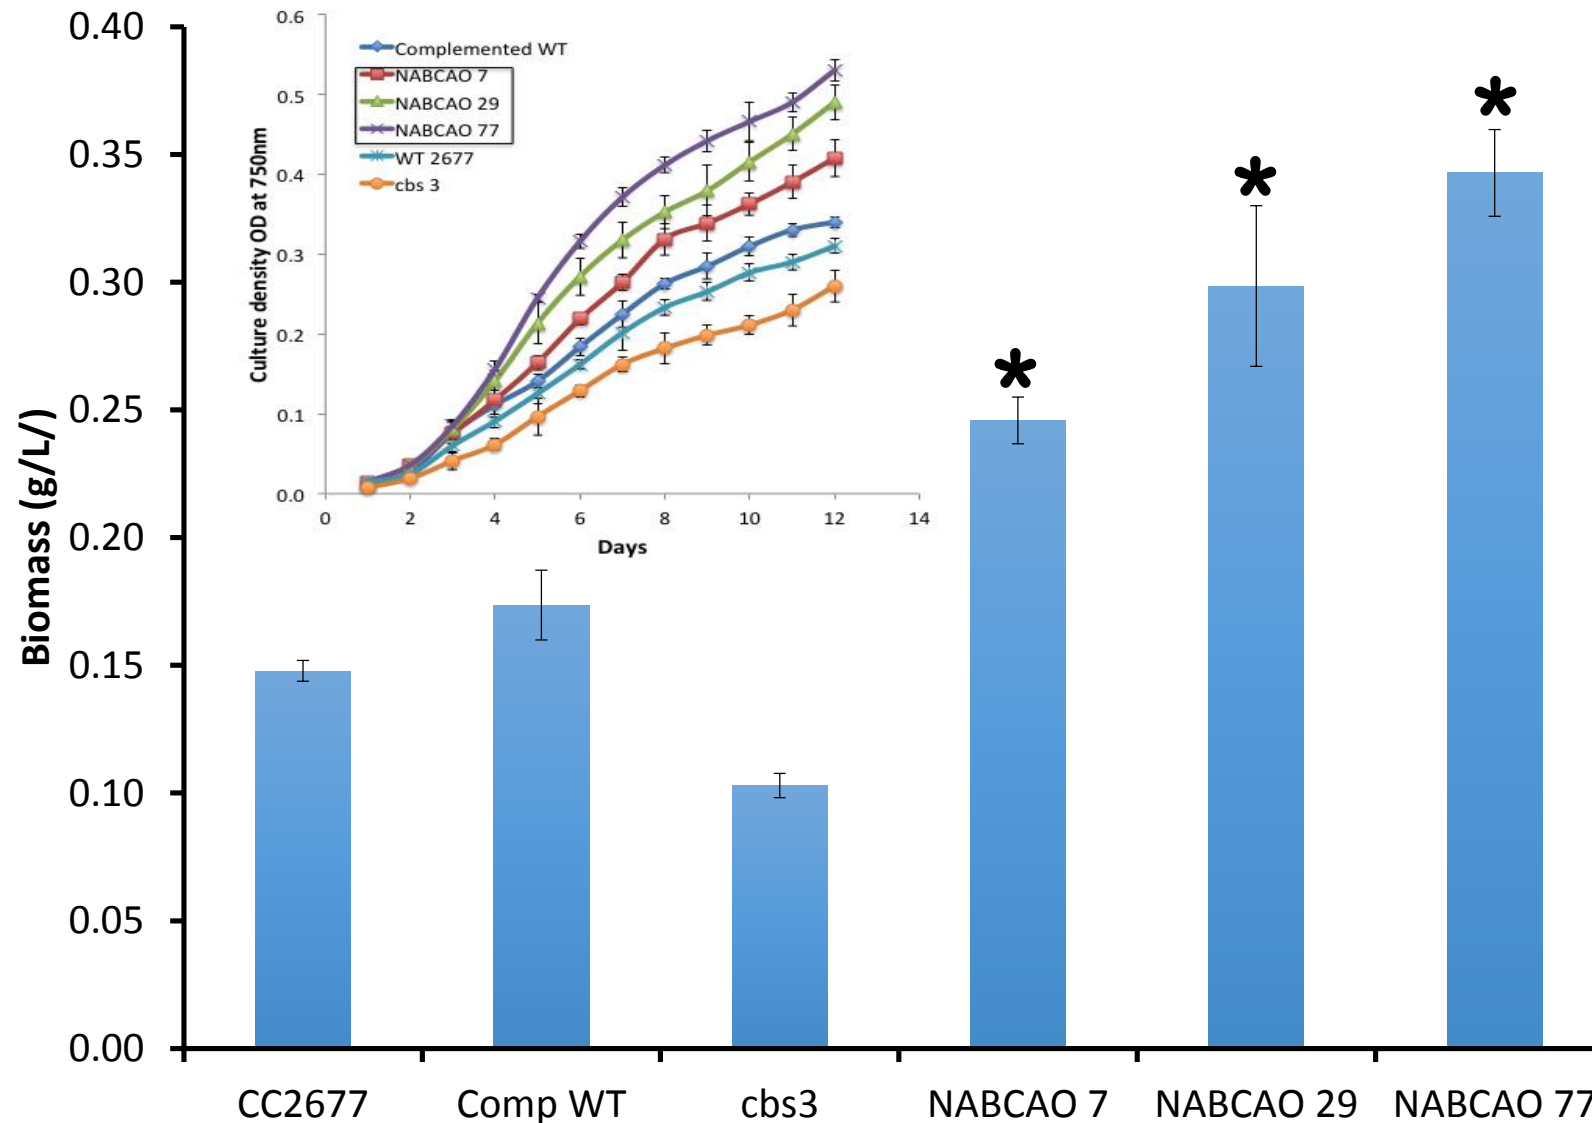 Biomass (g/L/)
0.40
0.35
0.30
0.25
0.20
0.15
0.10
0.05
0.00
CC2677
Comp WT
cbs3
NABCAO 7
NABCAO 29
NABCAO 77
*
*
*
Culture density OD at 750nm
0.6
0.5
0.4
0.3
0.2
0.1
0.0
Complemented WT
NABCAO 7
NABCAO 29
NABCAO 77
WT 2677
cbs 3
0 2 4 6 8 10 12 14
Days